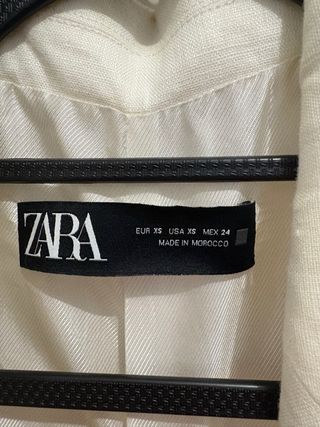 ZARA
EUR XS USA XS MEX 24
MADE IN MOROCCO